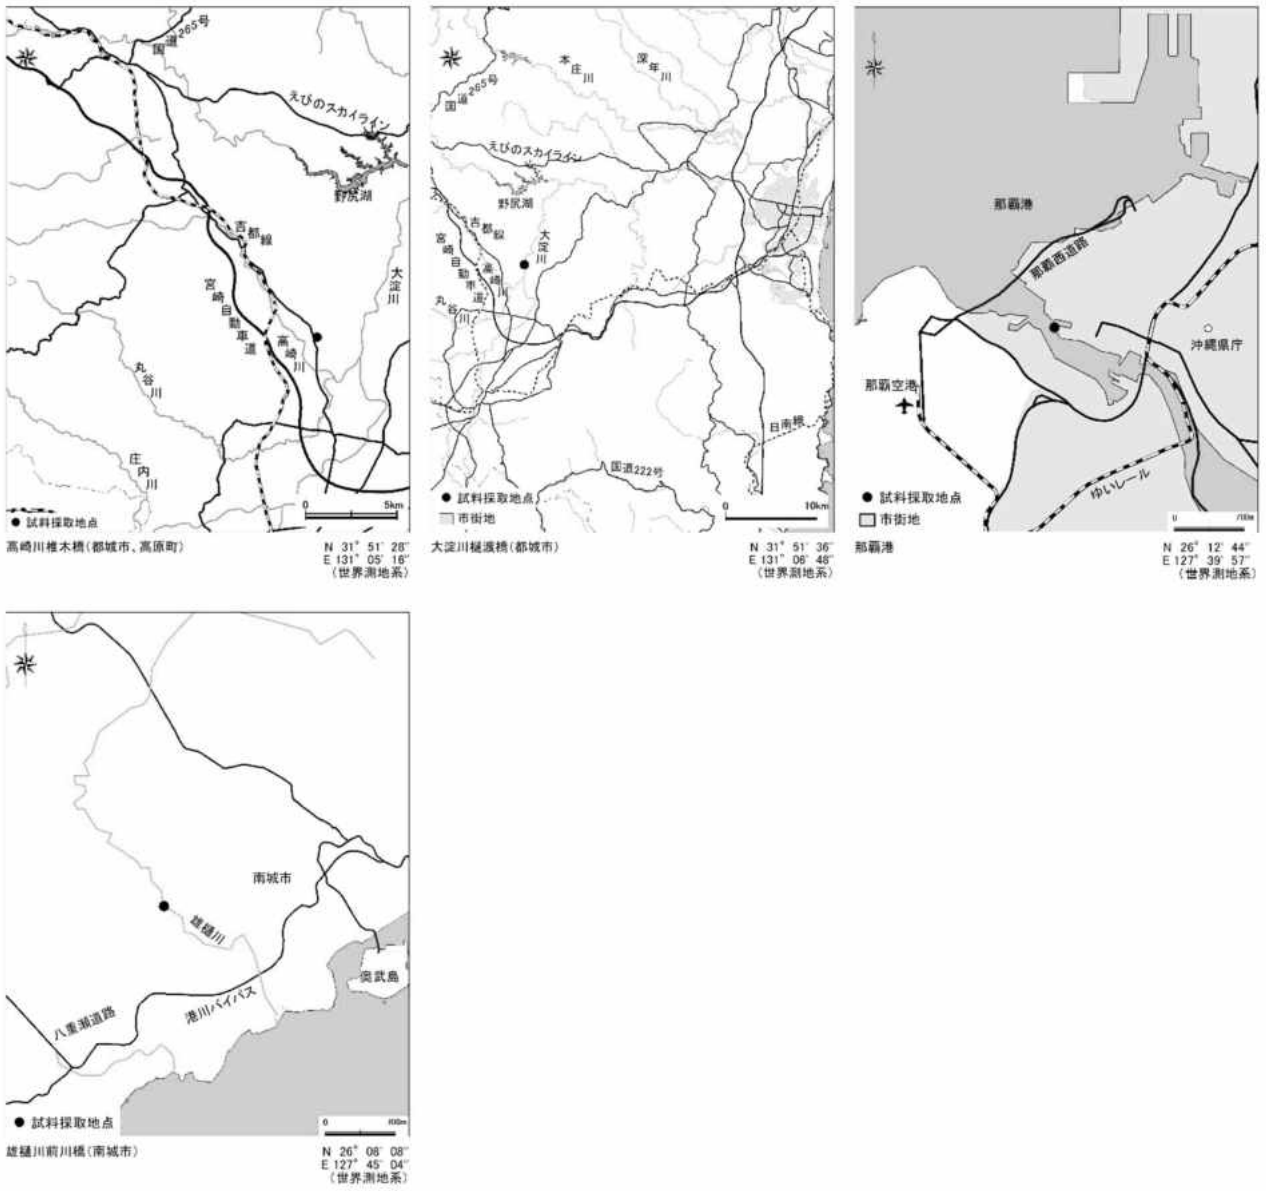 国道265号
えびのスカイライン
野尻湖
吉都線
大淀川
宮崎自動車道
高崎川
丸谷川
庄内川
0 5km
● 試料採取地点
高崎川椎木橋(都城市、高原町)
N 31° 51′ 28″
E 131° 05′ 16″
(世界測地系)
本庄川
深年川
国道265号
えびのスカイライン
野尻湖
吉都線
大淀川
宮崎自動車道
高崎川
丸谷川
日南線
国道222号
● 試料採取地点
市街地
0 10km
大淀川樋渡橋(都城市)
N 31° 51′ 36″
E 131° 06′ 48″
(世界測地系)
那覇港
那覇西道路
沖縄県庁
那覇空港
ゆいレール
● 試料採取地点
市街地
0 700m
那覇港
N 26° 12′ 44″
E 127° 39′ 57″
(世界測地系)
南城市
雄樋川
奥武島
港川バイパス
八重瀬道路
● 試料採取地点
0
雄樋川前川橋(南城市)
N 26° 08′ 08″
E 127° 45′ 04″
(世界測地系)